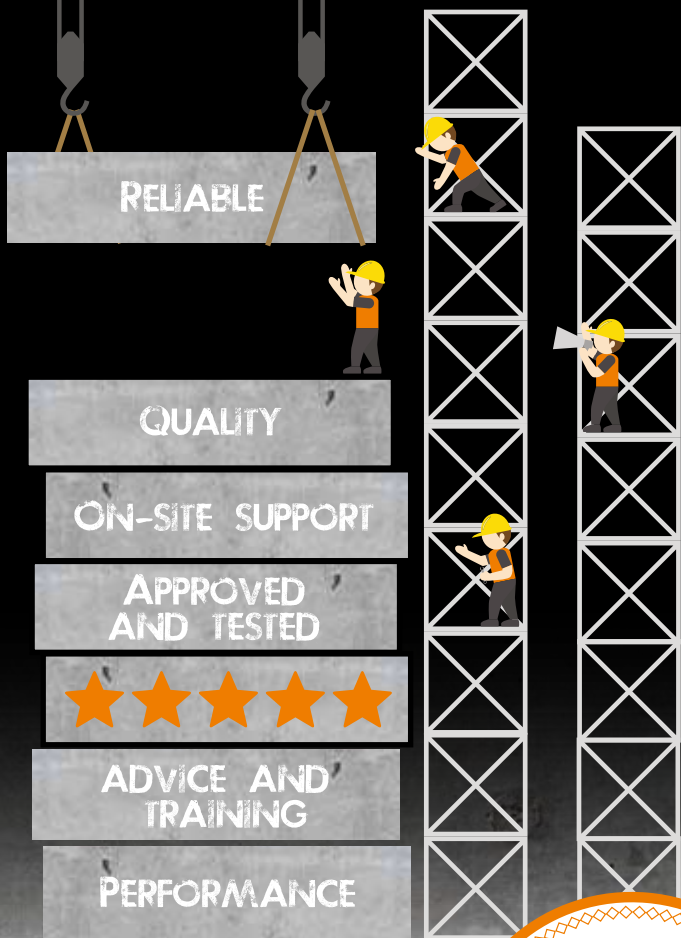 RELIABLE
QUALITY
ON-SITE SUPPORT
APPROVED
AND TESTED
ADVICE AND
TRAINING
PERFORMANCE